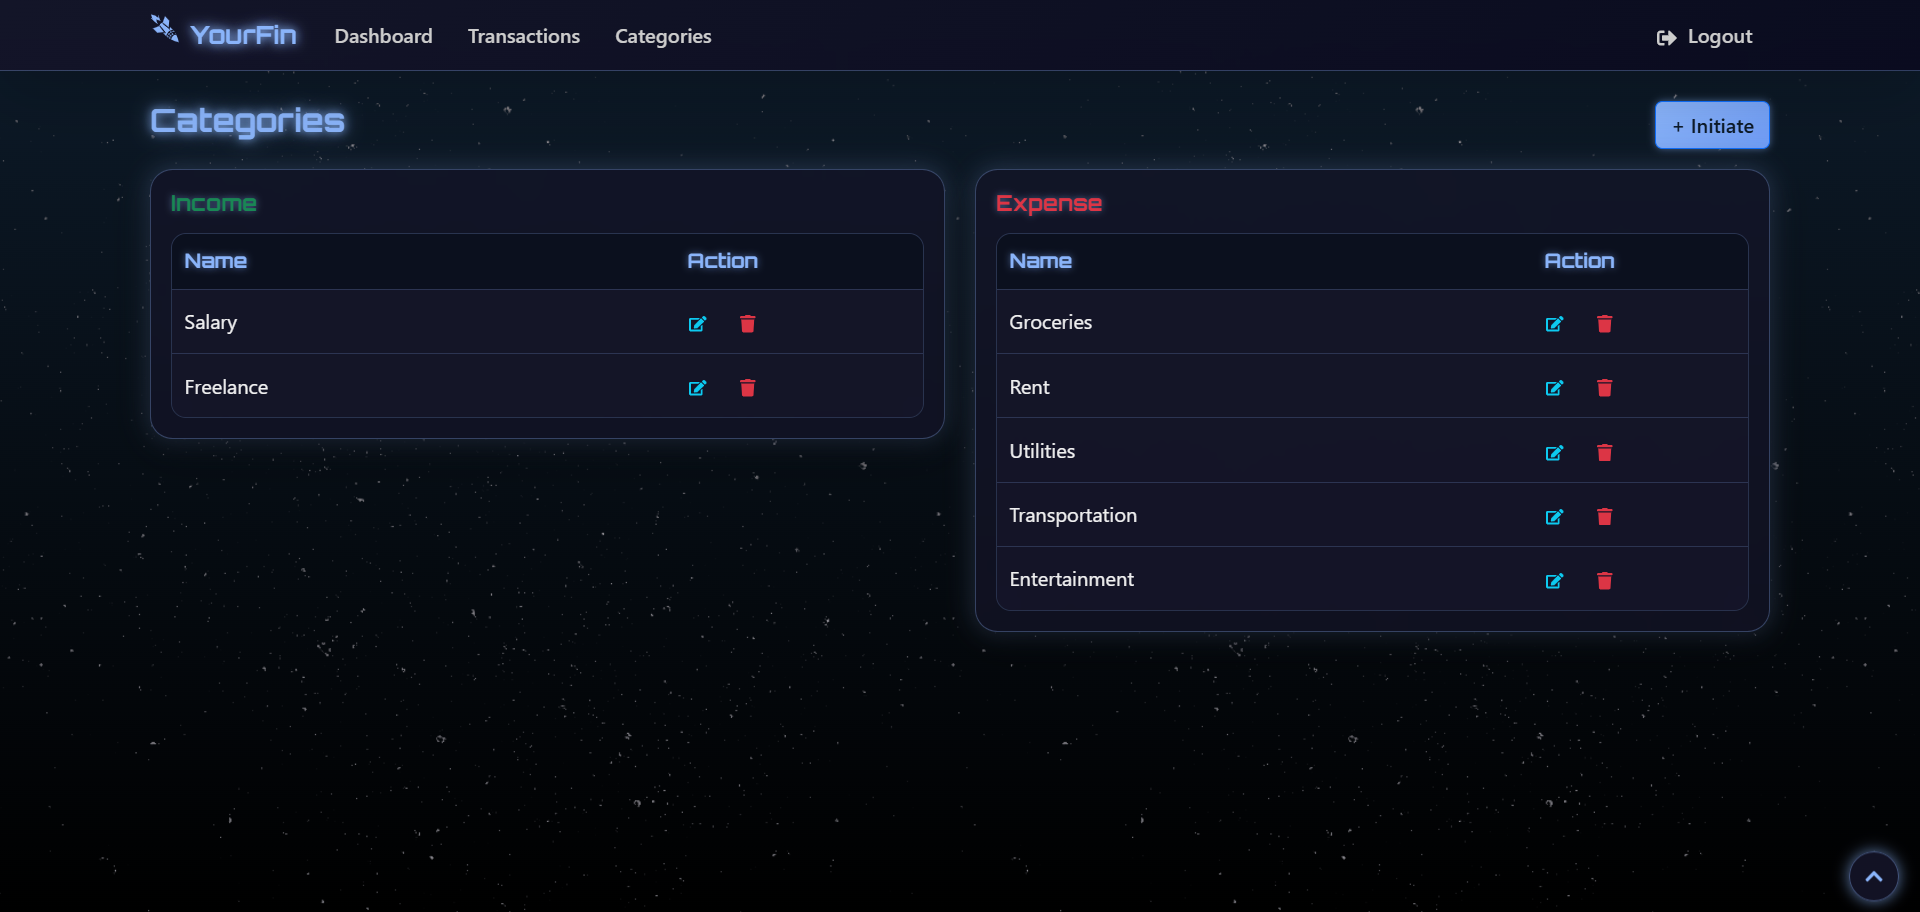 YourFin Dashboard Transactions Categories Logout
Categories
+ Initiate
Income
Name Action
Salary
Freelance
Expense
Name Action
Groceries
Rent
Utilities
Transportation
Entertainment